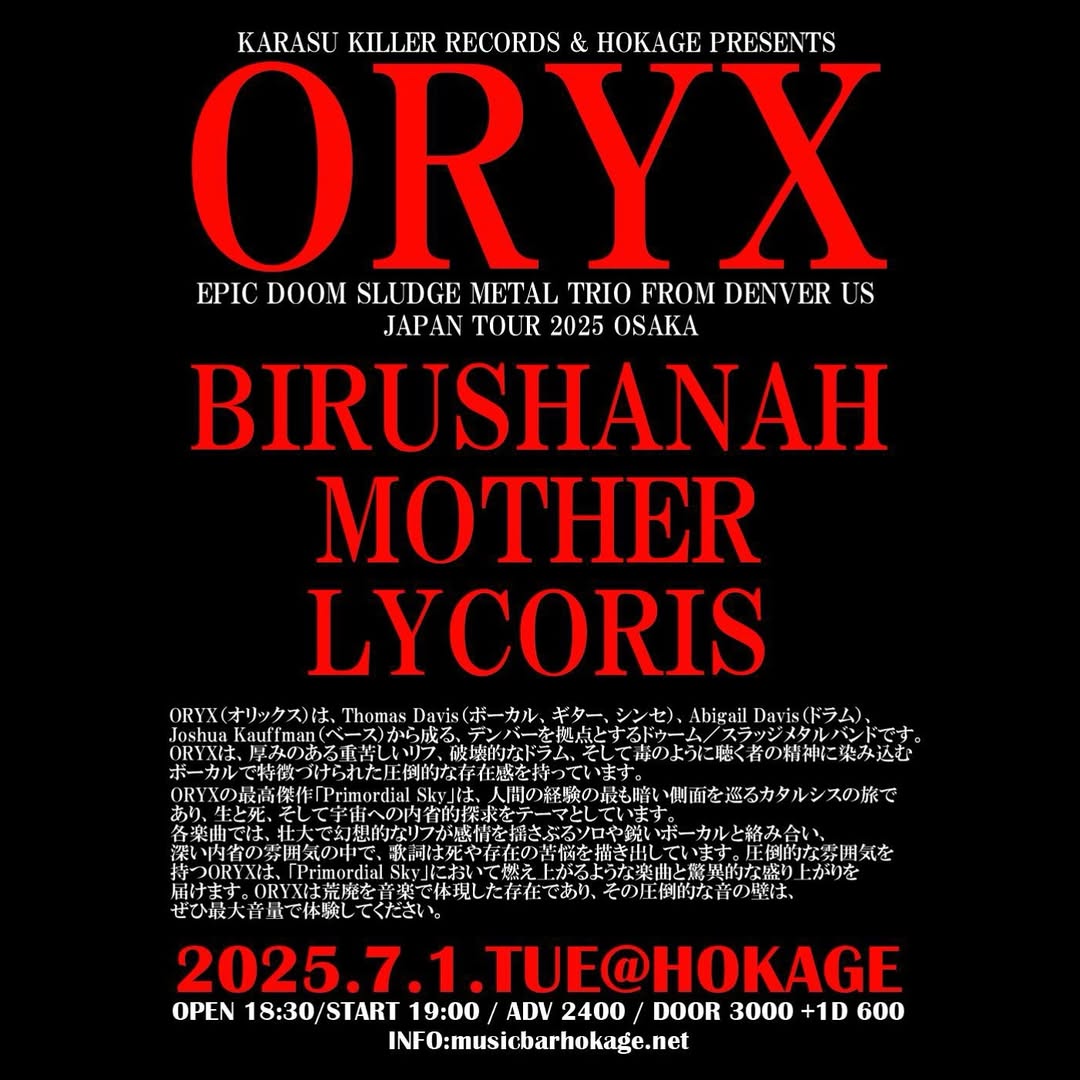 KARASU KILLER RECORDS & HOKAGE PRESENTS
ORYX
EPIC DOOM SLUDGE METAL TRIO FROM DENVER US
JAPAN TOUR 2025 OSAKA
BIRUSHANAH
MOTHER
LYCORIS
ORYX（オリックス）は、Thomas Davis（ボーカル、ギター、シンセ）、Abigail Davis（ドラム）、
Joshua Kauffman（ベース）から成る、デンバーを拠点とするドゥーム／スラッジメタルバンドです。
ORYXは、厚みのある重苦しいリフ、破壊的なドラム、そして毒のように聴く者の精神に染み込む
ボーカルで特徴づけられた圧倒的な存在感を持っています。
ORYXの最高傑作「Primordial Sky」は、人間の経験の最も暗い側面を巡るカタルシスの旅で
あり、生と死、そして宇宙への内省的探求をテーマとしています。
各楽曲では、壮大で幻想的なリフが感情を揺さぶるソロや鋭いボーカルと絡み合い、
深い内省の雰囲気の中で、歌詞は死や存在の苦悩を描き出しています。圧倒的な雰囲気を
持つORYXは、「Primordial Sky」において燃え上がるような楽曲と驚異的な盛り上がりを
届けます。ORYXは荒廃を音楽で体現した存在であり、その圧倒的な音の壁は、
ぜひ最大音量で体験してください。
2025.7.1.TUE@HOKAGE
OPEN 18:30/START 19:00 / ADV 2400 / DOOR 3000 +1D 600
INFO:musicbarhokage.net